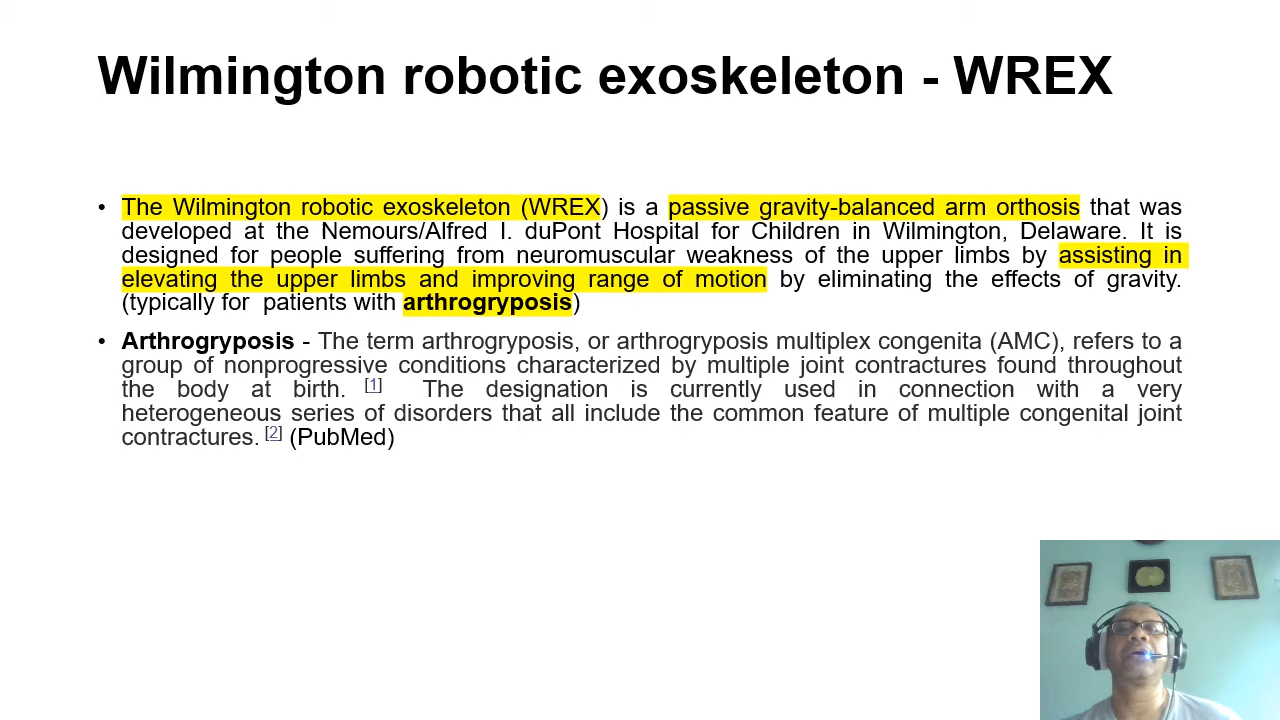 Wilmington robotic exoskeleton - WREX
• The Wilmington robotic exoskeleton (WREX) is a passive gravity-balanced arm orthosis that was
developed at the Nemours/Alfred I. duPont Hospital for Children in Wilmington, Delaware. It is
designed for people suffering from neuromuscular weakness of the upper limbs by assisting in
elevating the upper limbs and improving range of motion by eliminating the effects of gravity.
(typically for patients with arthrogryposis)
• Arthrogryposis - The term arthrogryposis, or arthrogryposis multiplex congenita (AMC), refers to a
group of nonprogressive conditions characterized by multiple joint contractures found throughout
the body at birth. [1] The designation is currently used in connection with a very
heterogeneous series of disorders that all include the common feature of multiple congenital joint
contractures. [2] (PubMed)